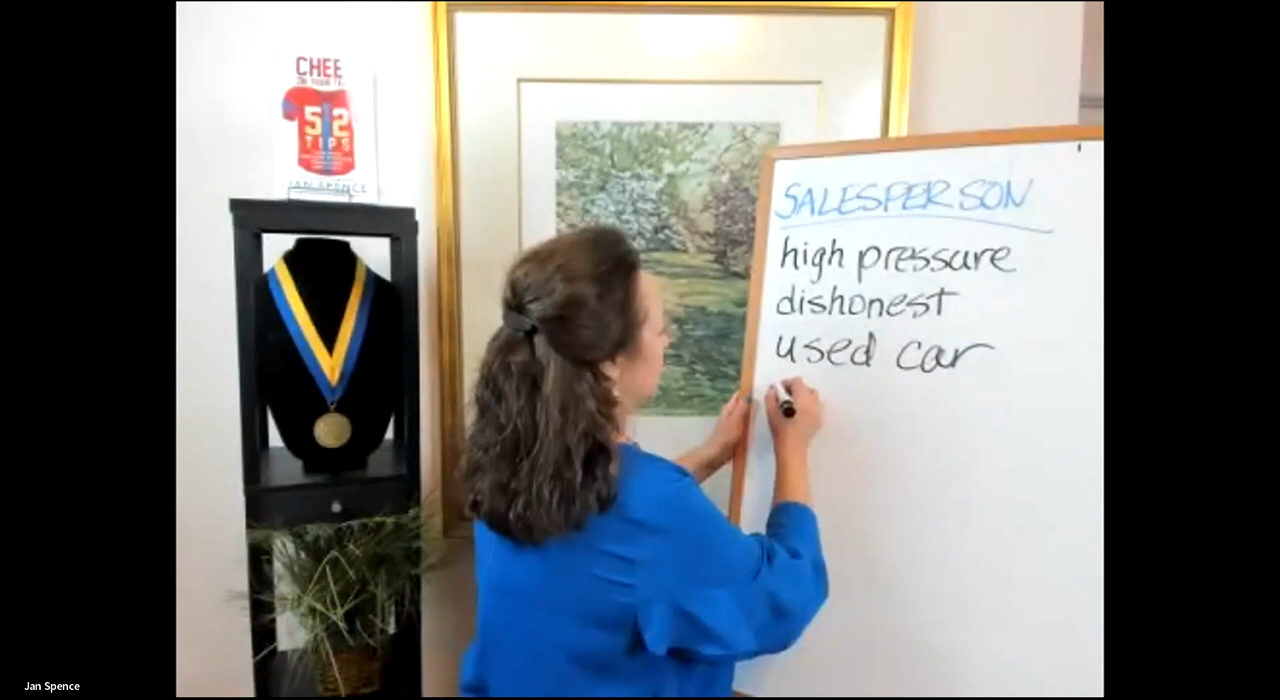 CHEE
52
TIPS
JAN SPENCE
SALESPERSON
high pressure
dishonest
used car
Jan Spence